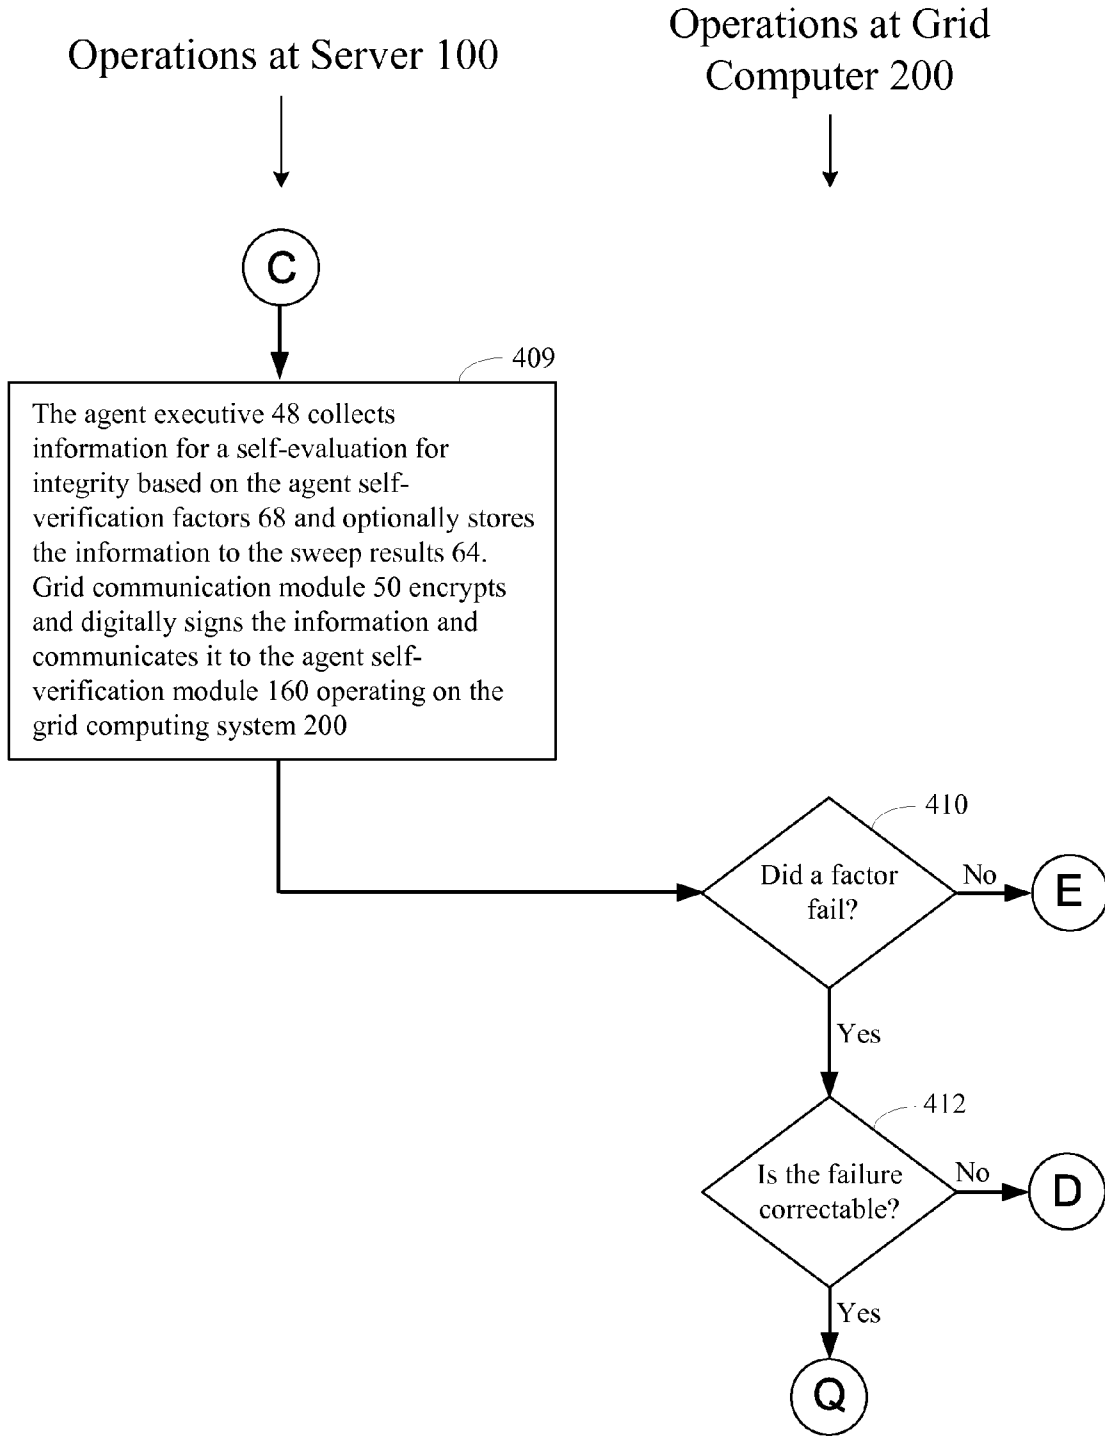 Operations at Server 100
Operations at Grid
Computer 200
C
409
The agent executive 48 collects
information for a self-evaluation for
integrity based on the agent self-
verification factors 68 and optionally stores
the information to the sweep results 64.
Grid communication module 50 encrypts
and digitally signs the information and
communicates it to the agent self-
verification module 160 operating on the
grid computing system 200
410
Did a factor
fail?
No
E
Yes
412
Is the failure
correctable?
No
D
Yes
Q